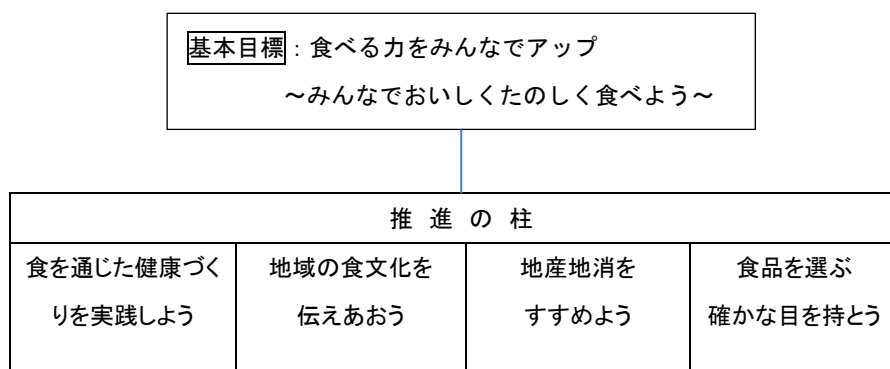 基本目標：食べる力をみんなでアップ
～みんなでおいしくたのしく食べよう～
推 進 の 柱
食を通じた健康づく
りを実践しよう
地域の食文化を
伝えあおう
地産地消を
すすめよう
食品を選ぶ
確かな目を持とう